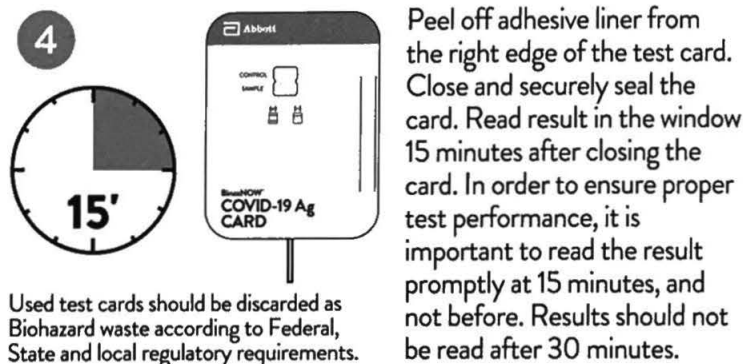 4
15'
Abbott
CONTROL
SAMPLE
BinaxNOW™
COVID-19 Ag
CARD
Used test cards should be discarded as
Biohazard waste according to Federal,
State and local regulatory requirements.
Peel off adhesive liner from
the right edge of the test card.
Close and securely seal the
card. Read result in the window
15 minutes after closing the
card. In order to ensure proper
test performance, it is
important to read the result
promptly at 15 minutes, and
not before. Results should not
be read after 30 minutes.